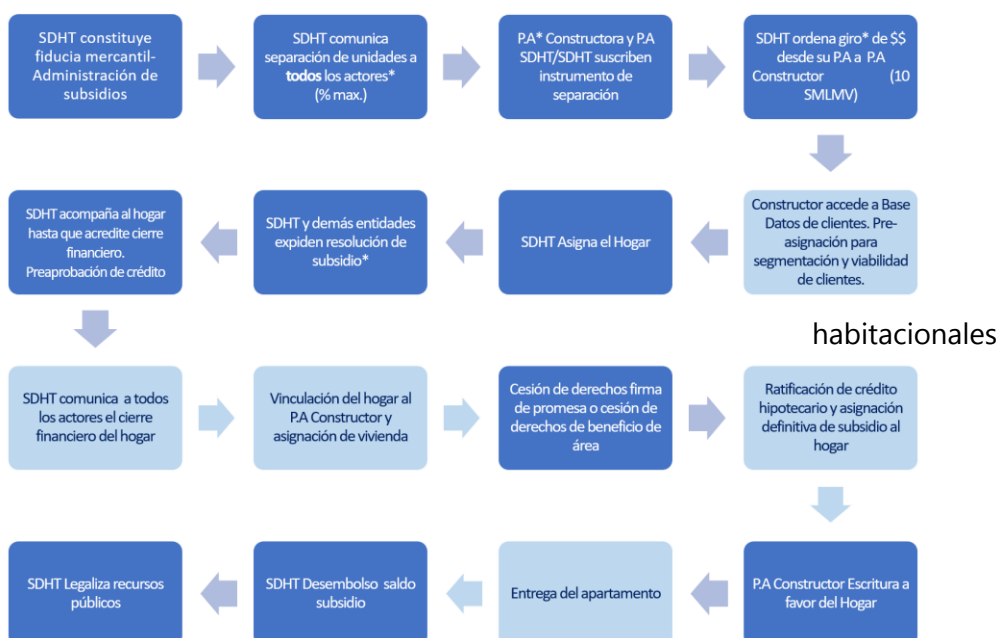 SDHT constituye
fiducia mercantil-
Administración de
subsidios
SDHT comunica
separación de unidades a
todos los actores*
(% max.)
P.A* Constructora y P.A
SDHT/SDHT suscriben
instrumento de
separación
SDHT ordena giro* de $$
desde su P.A a P.A
Constructor (10
SMLMV)
Constructor accede a Base
Datos de clientes. Pre-
asignación para
segmentación y viabilidad
de clientes.
SDHT Asigna el Hogar
SDHT y demás entidades
expiden resolución de
subsidio*
SDHT acompaña al hogar
hasta que acredite cierre
financiero.
Preaprobación de crédito
habitacionales
SDHT comunica a todos
los actores el cierre
financiero del hogar
Vinculación del hogar al
P.A Constructor y
asignación de vivienda
Cesión de derechos firma
de promesa o cesión de
derechos de beneficio de
área
Ratificación de crédito
hipotecario y asignación
definitiva de subsidio al
hogar
P.A Constructor Escritura a
favor del Hogar
Entrega del apartamento
SDHT Desembolso saldo
subsidio
SDHT Legaliza recursos
públicos